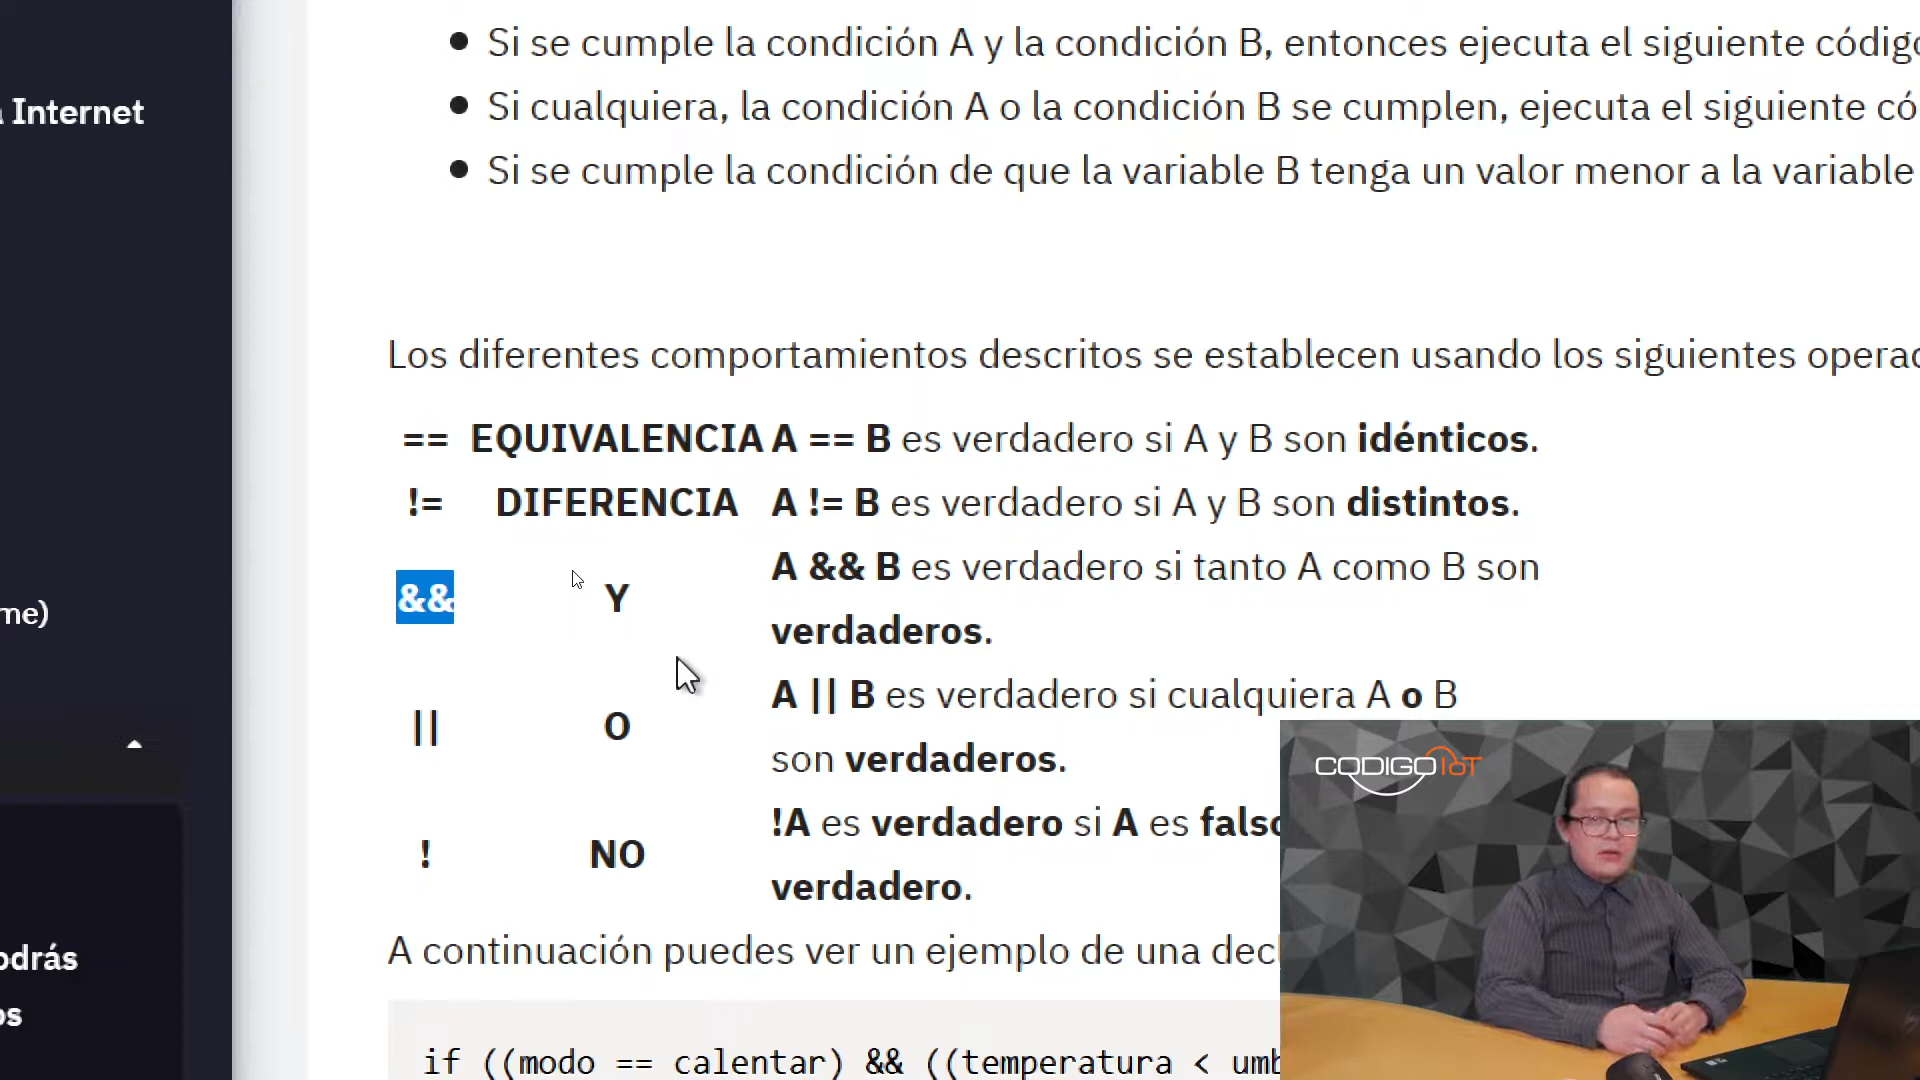 Si se cumple la condición A y la condición B, entonces ejecuta el siguiente código
Si cualquiera, la condición A o la condición B se cumplen, ejecuta el siguiente có
Si se cumple la condición de que la variable B tenga un valor menor a la variable
Internet
Los diferentes comportamientos descritos se establecen usando los siguientes operac
== EQUIVALENCIA A == B es verdadero si A y B son idénticos.
!= DIFERENCIA A != B es verdadero si A y B son distintos.
&& Y A && B es verdadero si tanto A como B son
verdaderos.
me)
|| O A || B es verdadero si cualquiera A o B
son verdaderos.
! NO !A es verdadero si A es falso
verdadero.
A continuación puedes ver un ejemplo de una decl
odrás
os
if ((modo == calentar) && ((temperatura < umb
CODIGO IoT